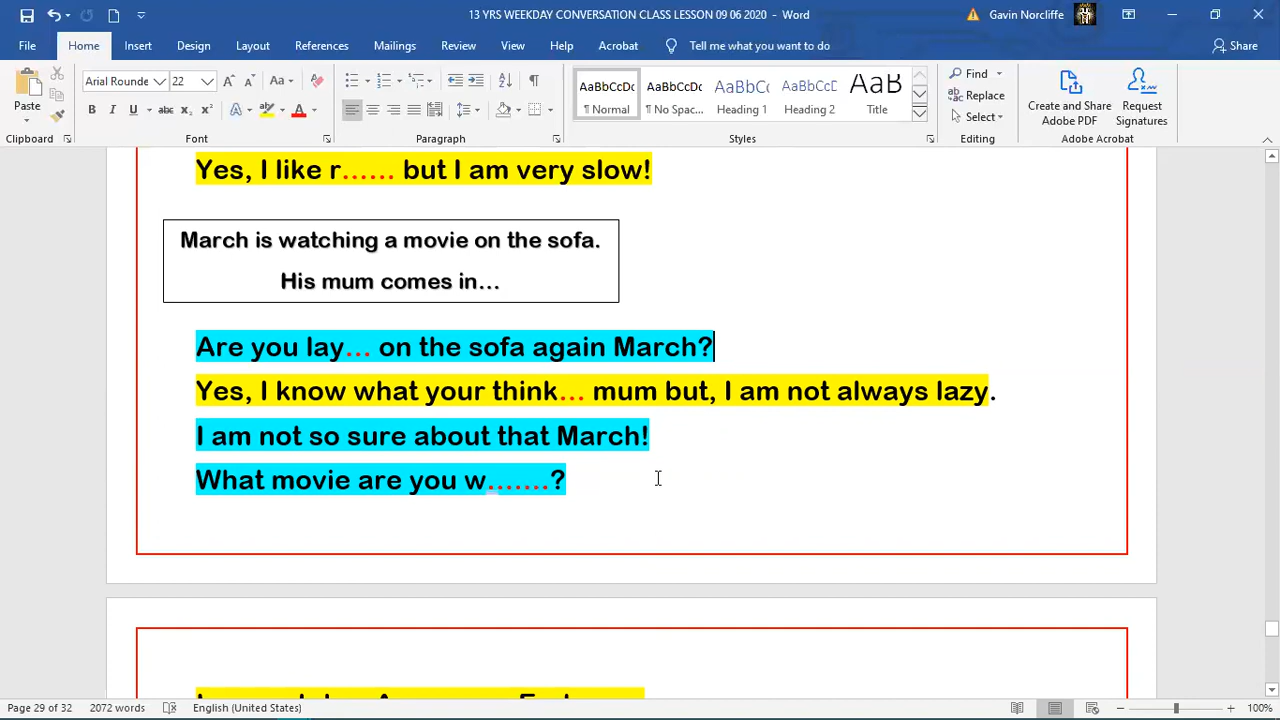 13 YRS WEEKDAY CONVERSATION CLASS LESSON 09 06 2020 - Word
Gavin Norcliffe
File Home Insert Design Layout References Mailings Review View Help Acrobat Tell me what you want to do Share
Paste
Arial Rounde 22
B I U abc x₂ x²
Aa
A
AaBbCcDc AaBbCcDc AaBbCc AaBbCcD AaB
¶ Normal ¶ No Spac... Heading 1 Heading 2 Title
Find
Replace
Select
Create and Share Adobe PDF
Request Signatures
Clipboard Font Paragraph Styles Editing Adobe Acrobat
Yes, I like r...... but I am very slow!
March is watching a movie on the sofa.
His mum comes in...
Are you lay... on the sofa again March?
Yes, I know what your think... mum but, I am not always lazy.
I am not so sure about that March!
What movie are you w.......?
Page 29 of 32 2072 words English (United States) 100%